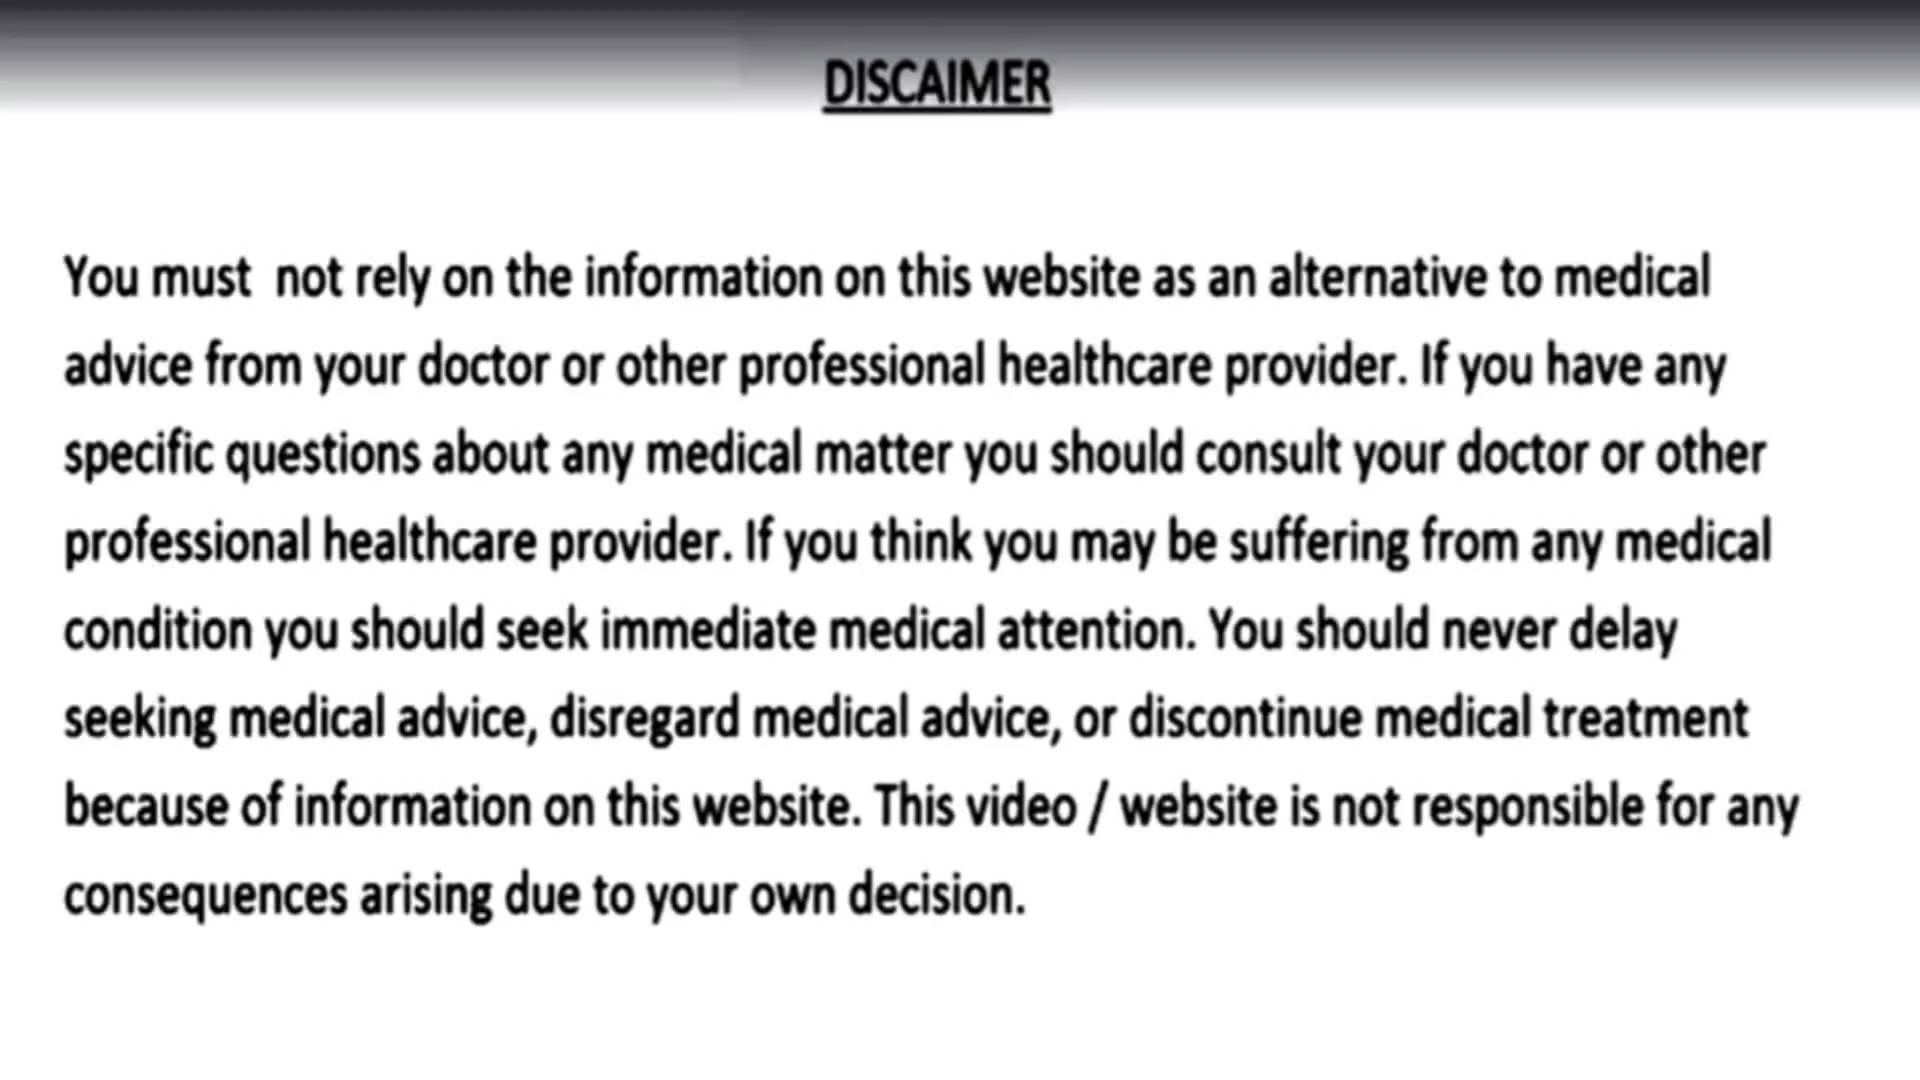 DISCAIMER
You must  not rely on the information on this website as an alternative to medical
advice from your doctor or other professional healthcare provider. If you have any
specific questions about any medical matter you should consult your doctor or other
professional healthcare provider. If you think you may be suffering from any medical
condition you should seek immediate medical attention. You should never delay
seeking medical advice, disregard medical advice, or discontinue medical treatment
because of information on this website. This video / website is not responsible for any
consequences arising due to your own decision.